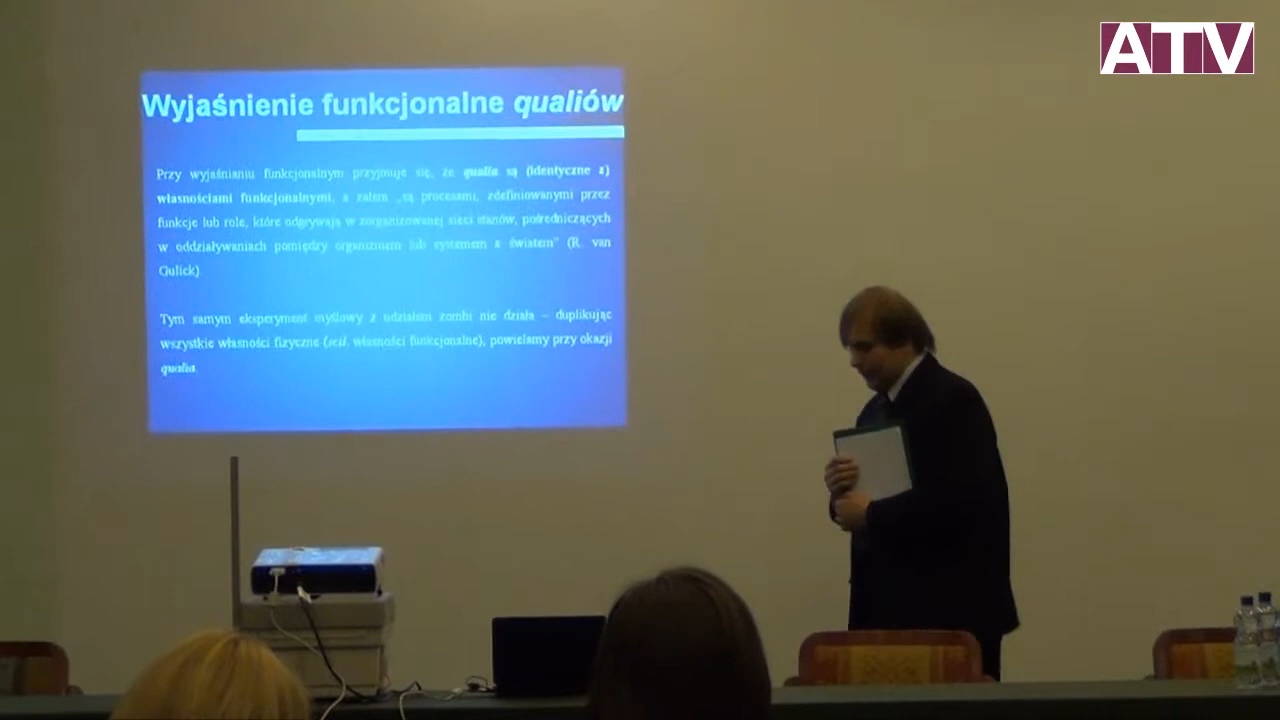 ATV
Wyjaśnienie funkcjonalne qualiów
Przy wyjaśnianiu funkcjonalnym przyjmuje się, że qualia są (identyczne z)
własnościami funkcjonalnymi, a zatem „są procesami, zdefiniowanymi przez
funkcje lub role, które odgrywają w zorganizowanej sieci stanów, pośredniczących
w oddziaływaniach pomiędzy organizmem lub systemem a światem” (R. van
Gulick).
Tym samym eksperyment myślowy z udziałem zombi nie działa – duplikując
wszystkie własności fizyczne (scil. własności funkcjonalne), powielamy przy okazji
qualia.